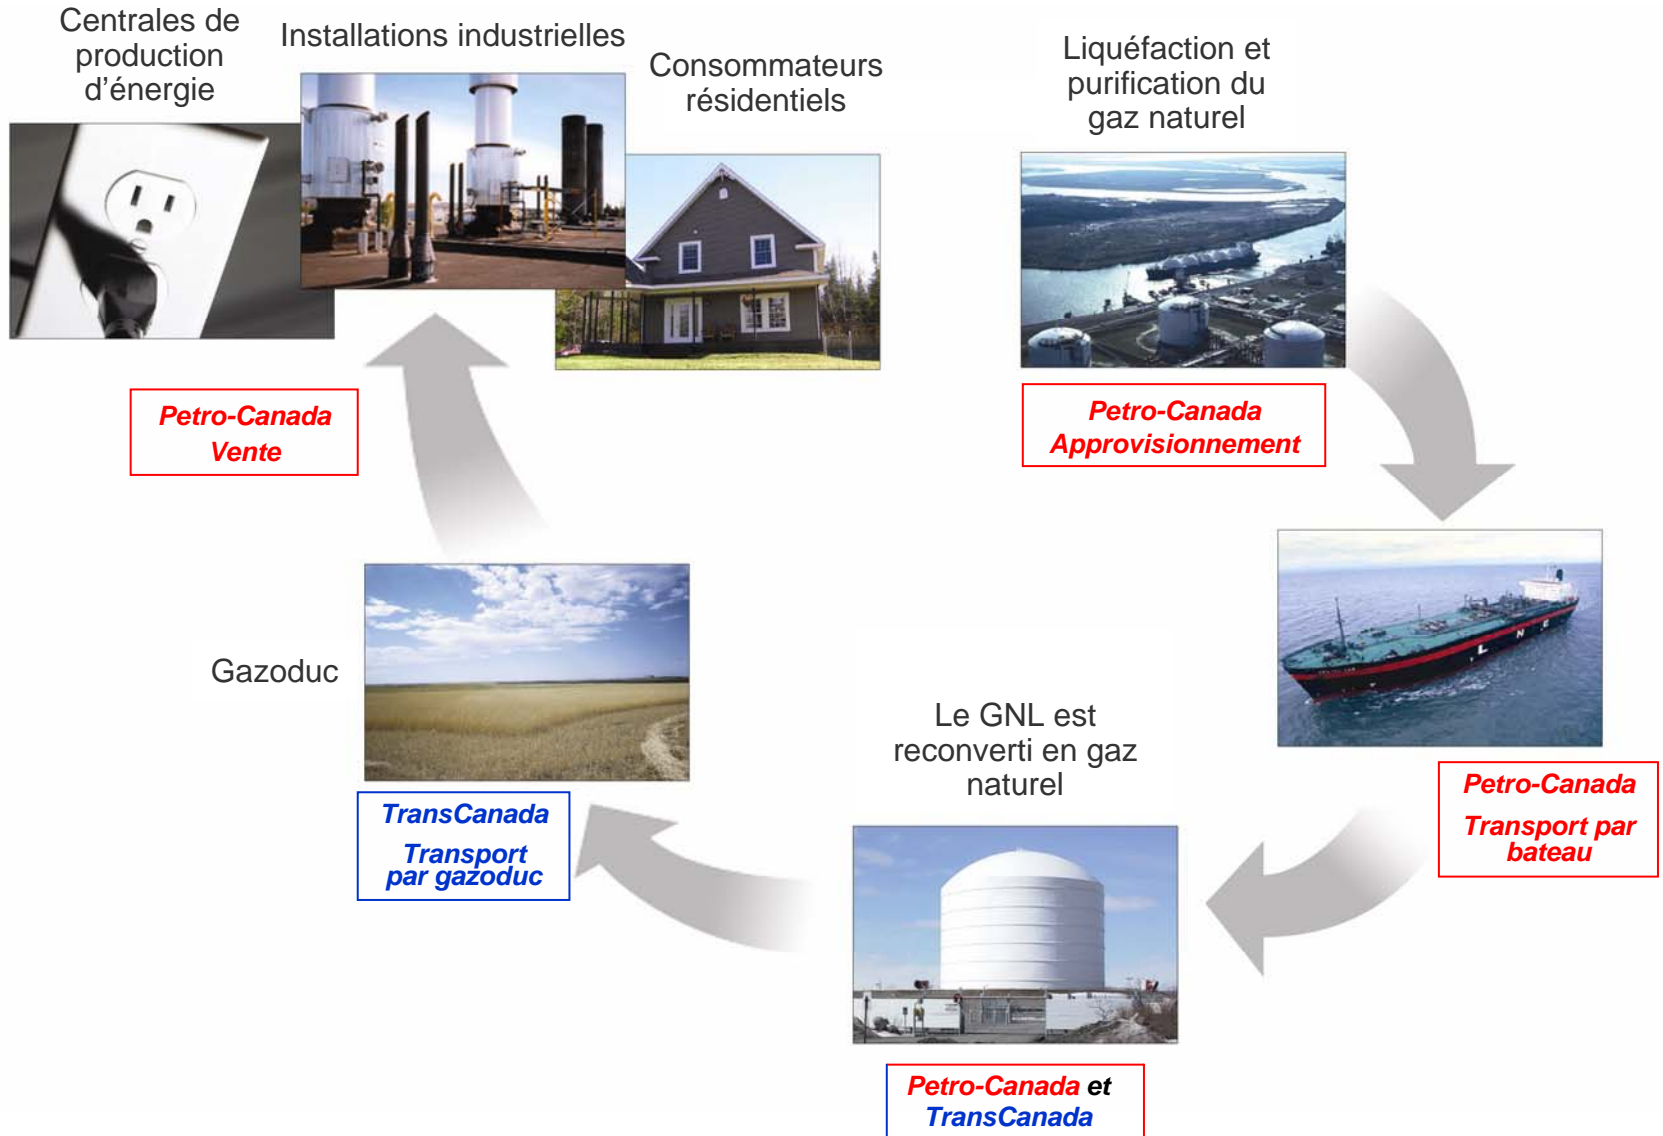 Centrales de
production
d'énergie
Installations industrielles
Consommateurs
résidentiels
Liquéfaction et
purification du
gaz naturel
Petro-Canada
Vente
Petro-Canada
Approvisionnement
Gazoduc
TransCanada
Transport
par gazoduc
Le GNL est
reconverti en gaz
naturel
L N G
Petro-Canada
Transport par
bateau
Petro-Canada et
TransCanada